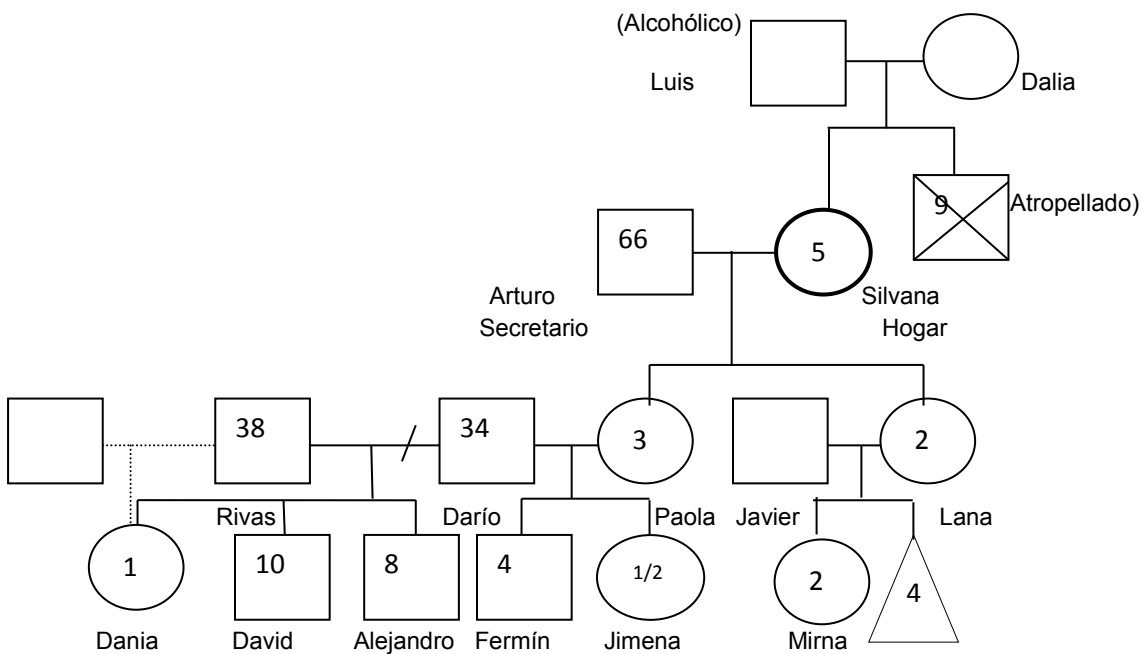 (Alcohólico)
Luis
Dalia
9
Atropellado)
66
5
Arturo
Silvana
Secretario
Hogar
38
34
3
2
Rivas
Darío
Paola
Javier
Lana
1
10
8
4
1/2
2
4
Dania
David
Alejandro
Fermín
Jimena
Mirna